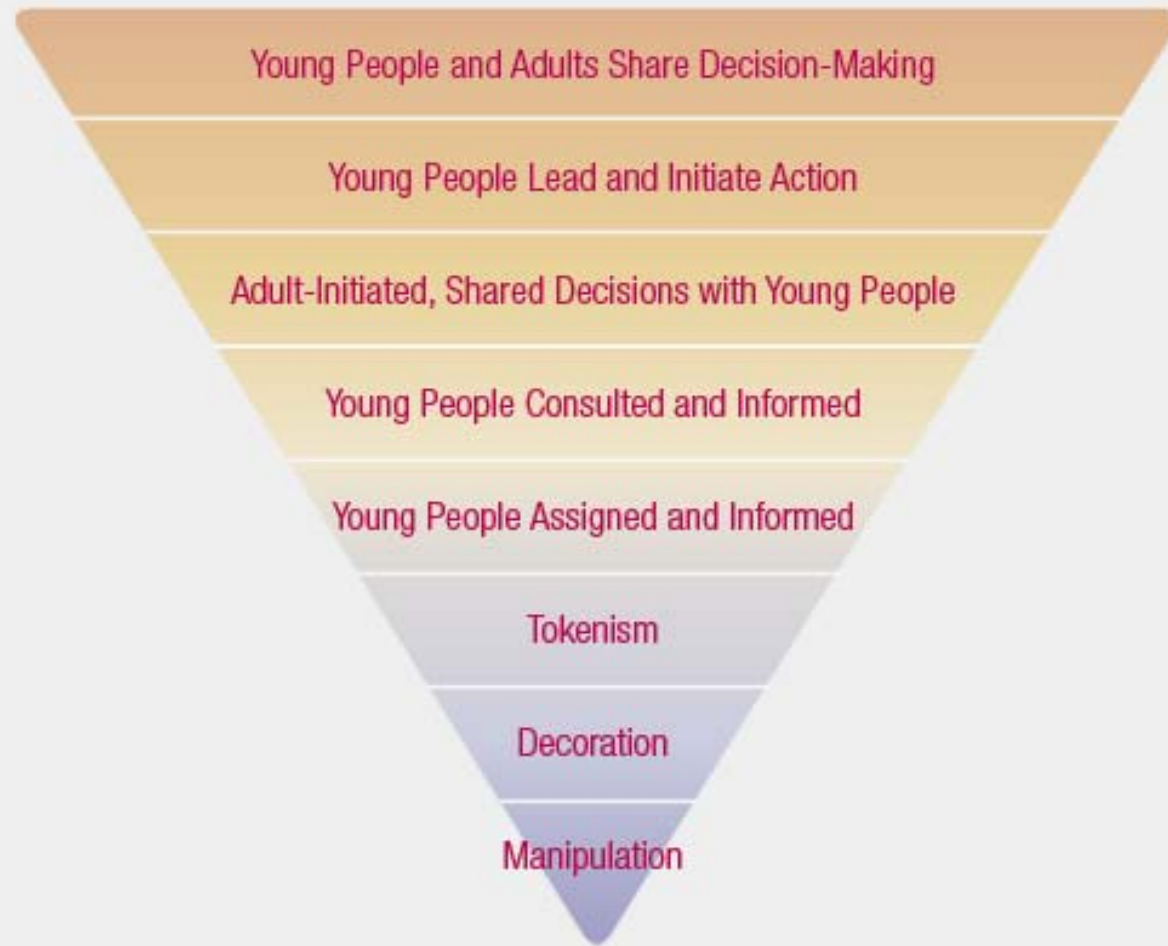 Young People and Adults Share Decision-Making
Young People Lead and Initiate Action
Adult-Initiated, Shared Decisions with Young People
Young People Consulted and Informed
Young People Assigned and Informed
Tokenism
Decoration
Manipulation